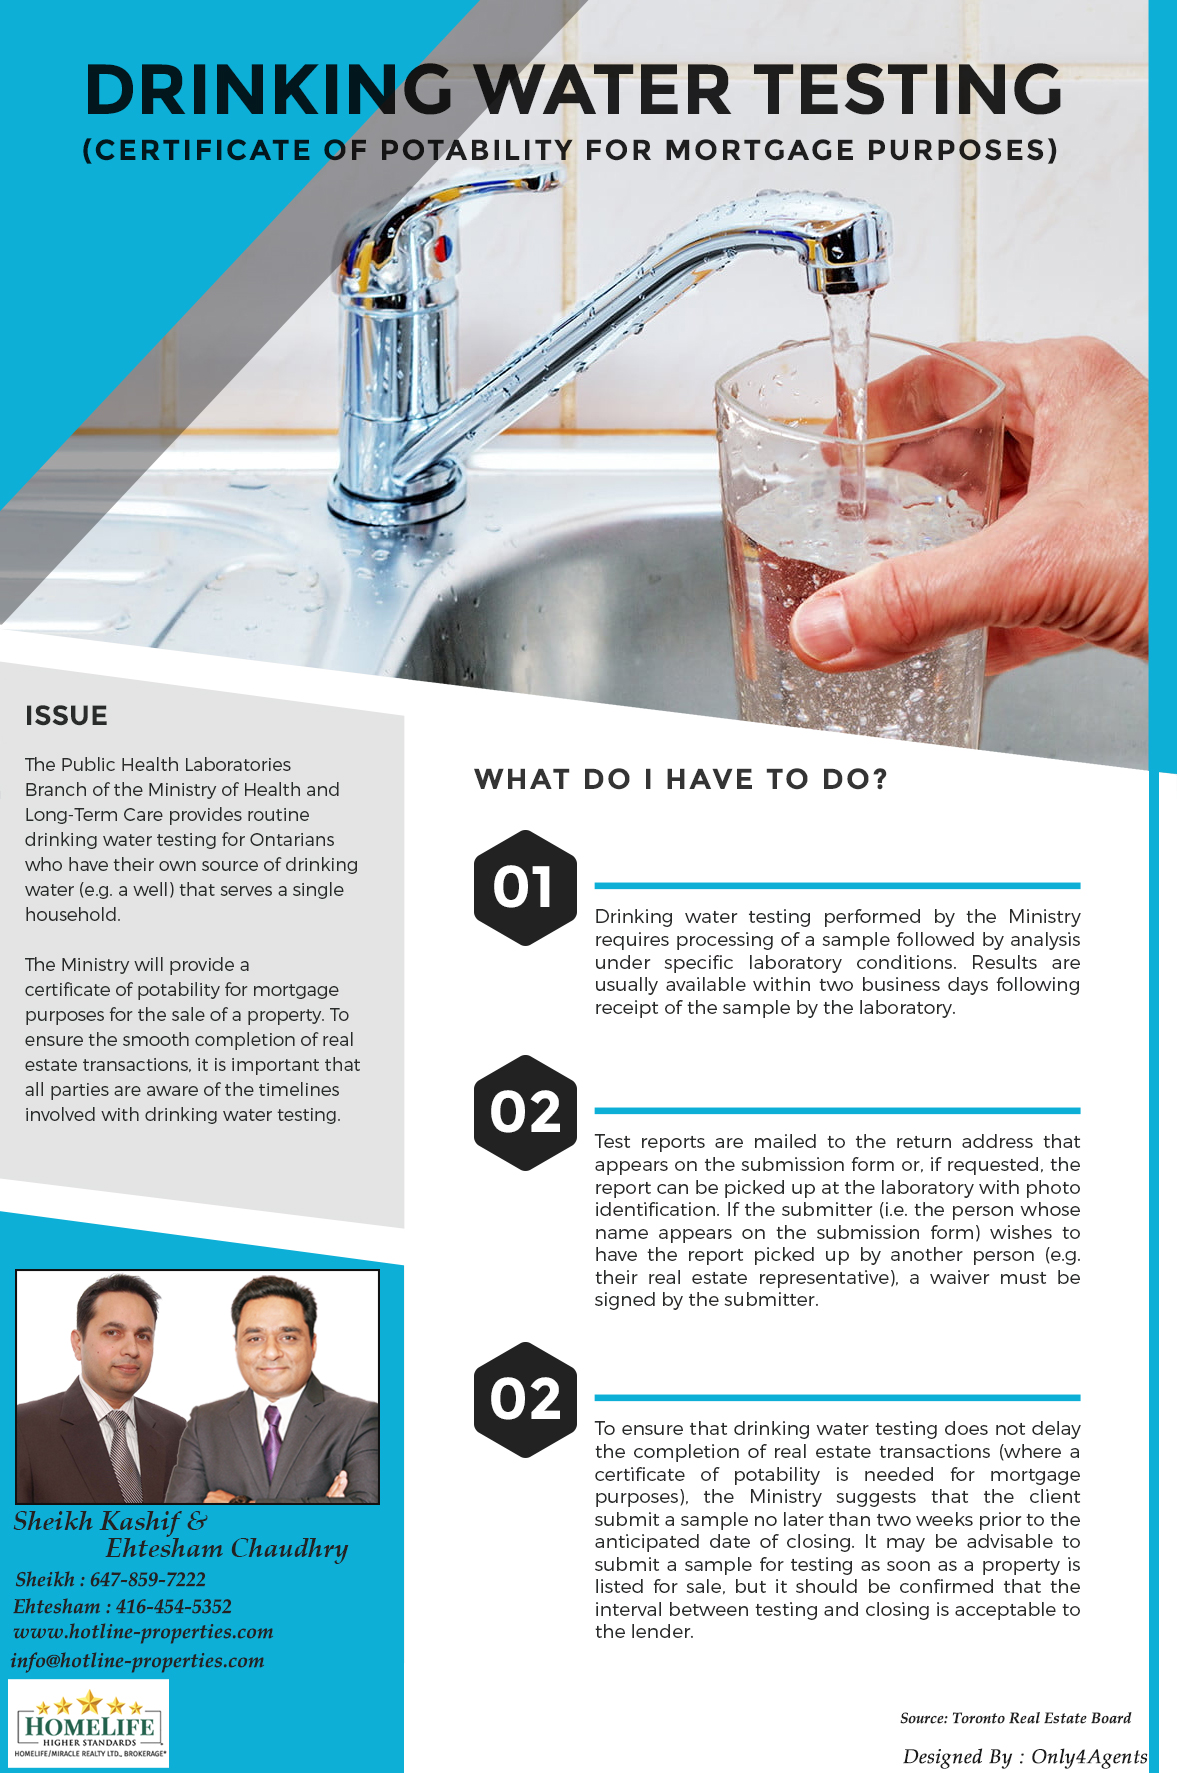 DRINKING WATER TESTING
(CERTIFICATE OF POTABILITY FOR MORTGAGE PURPOSES)
ISSUE
The Public Health Laboratories
Branch of the Ministry of Health and
Long-Term Care provides routine
drinking water testing for Ontarians
who have their own source of drinking
water (e.g. a well) that serves a single
household.
The Ministry will provide a
certificate of potability for mortgage
purposes for the sale of a property. To
ensure the smooth completion of real
estate transactions, it is important that
all parties are aware of the timelines
involved with drinking water testing.
WHAT DO I HAVE TO DO?
01
Drinking water testing performed by the Ministry
requires processing of a sample followed by analysis
under specific laboratory conditions. Results are
usually available within two business days following
receipt of the sample by the laboratory.
02
Test reports are mailed to the return address that
appears on the submission form or, if requested, the
report can be picked up at the laboratory with photo
identification. If the submitter (i.e. the person whose
name appears on the submission form) wishes to
have the report picked up by another person (e.g.
their real estate representative), a waiver must be
signed by the submitter.
02
To ensure that drinking water testing does not delay
the completion of real estate transactions (where a
certificate of potability is needed for mortgage
purposes), the Ministry suggests that the client
submit a sample no later than two weeks prior to the
anticipated date of closing. It may be advisable to
submit a sample for testing as soon as a property is
listed for sale, but it should be confirmed that the
interval between testing and closing is acceptable to
the lender.
Sheikh Kashif &
Ehtesham Chaudhry
Sheikh : 647-859-7222
Ehtesham : 416-454-5352
www.hotline-properties.com
info@hotline-properties.com
HOMELIFE
HIGHER STANDARDS
HOMELIFE/MIRACLE REALTY LTD., BROKERAGE*
Source: Toronto Real Estate Board
Designed By : Only4Agents